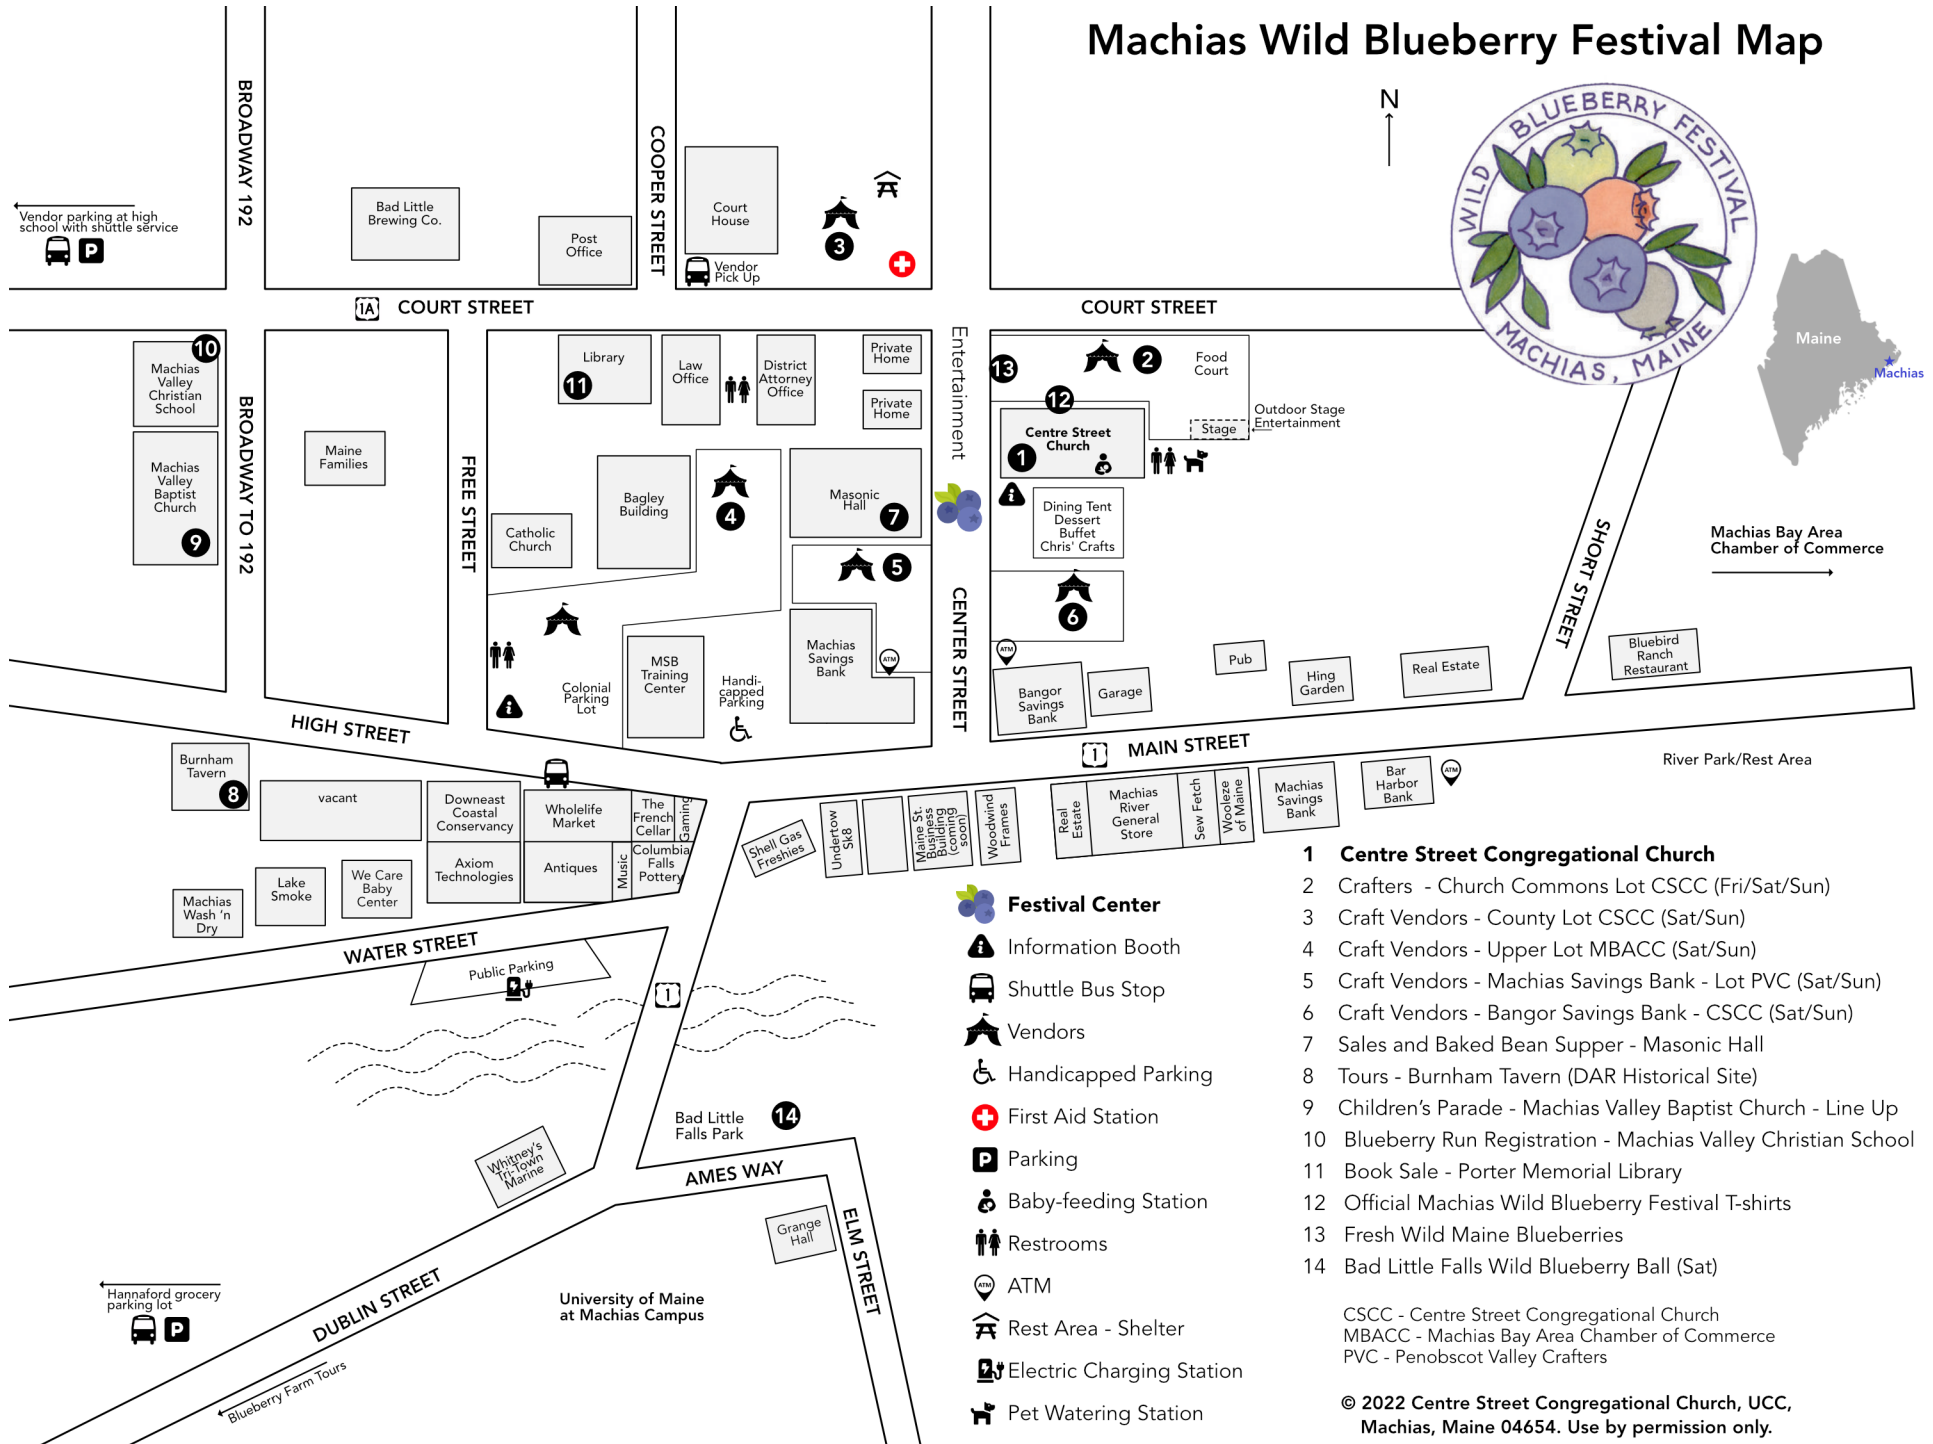 Machias Wild Blueberry Festival Map
N
WILD BLUEBERRY FESTIVAL
MACHIAS, MAINE
Maine
Machias
BROADWAY 192
COOPER STREET
Vendor parking at high
school with shuttle service
P
Bad Little
Brewing Co.
Post
Office
Court
House
3
Vendor
Pick Up
1A
COURT STREET
COURT STREET
10
Machias
Valley
Christian
School
Machias
Valley
Baptist
Church
9
BROADWAY TO 192
Maine
Families
FREE STREET
Library
11
Law
Office
District
Attorney
Office
Private
Home
Private
Home
Entertainment
13
2
Food
Court
12
Centre Street
Church
1
Stage
Outdoor Stage
Entertainment
Catholic
Church
Bagley
Building
4
Masonic
Hall
7
5
i
Dining Tent
Dessert
Buffet
Chris' Crafts
6
CENTER STREET
SHORT STREET
Machias Bay Area
Chamber of Commerce
i
Colonial
Parking
Lot
MSB
Training
Center
Handi-
capped
Parking
Machias
Savings
Bank
ATM
ATM
Bangor
Savings
Bank
Garage
Pub
Hing
Garden
Real Estate
Bluebird
Ranch
Restaurant
HIGH STREET
1
MAIN STREET
River Park/Rest Area
Burnham
Tavern
8
vacant
Downeast
Coastal
Conservancy
Wholelife
Market
The
French
Cellar
Gaming
Axiom
Technologies
Antiques
Music
Columbia
Falls
Pottery
Shell Gas
Freshies
Undertow
Sk8
Maine St.
Business
Building
(coming
soon!)
Woodwind
Frames
Real
Estate
Machias
River
General
Store
Sew Fetch
Wooleze
of Maine
Machias
Savings
Bank
Bar
Harbor
Bank
ATM
Machias
Wash 'n
Dry
Lake
Smoke
We Care
Baby
Center
WATER STREET
Public Parking
1
Bad Little
Falls Park
14
Whitney's
Tri-Town
Marine
AMES WAY
Grange
Hall
ELM STREET
DUBLIN STREET
University of Maine
at Machias Campus
Hannaford grocery
parking lot
P
Blueberry Farm Tours
Festival Center
i Information Booth
Shuttle Bus Stop
Vendors
Handicapped Parking
First Aid Station
P Parking
Baby-feeding Station
Restrooms
ATM ATM
Rest Area - Shelter
Electric Charging Station
Pet Watering Station
1 Centre Street Congregational Church
2 Crafters - Church Commons Lot CSCC (Fri/Sat/Sun)
3 Craft Vendors - County Lot CSCC (Sat/Sun)
4 Craft Vendors - Upper Lot MBACC (Sat/Sun)
5 Craft Vendors - Machias Savings Bank - Lot PVC (Sat/Sun)
6 Craft Vendors - Bangor Savings Bank - CSCC (Sat/Sun)
7 Sales and Baked Bean Supper - Masonic Hall
8 Tours - Burnham Tavern (DAR Historical Site)
9 Children's Parade - Machias Valley Baptist Church - Line Up
10 Blueberry Run Registration - Machias Valley Christian School
11 Book Sale - Porter Memorial Library
12 Official Machias Wild Blueberry Festival T-shirts
13 Fresh Wild Maine Blueberries
14 Bad Little Falls Wild Blueberry Ball (Sat)
CSCC - Centre Street Congregational Church
MBACC - Machias Bay Area Chamber of Commerce
PVC - Penobscot Valley Crafters
© 2022 Centre Street Congregational Church, UCC,
Machias, Maine 04654. Use by permission only.